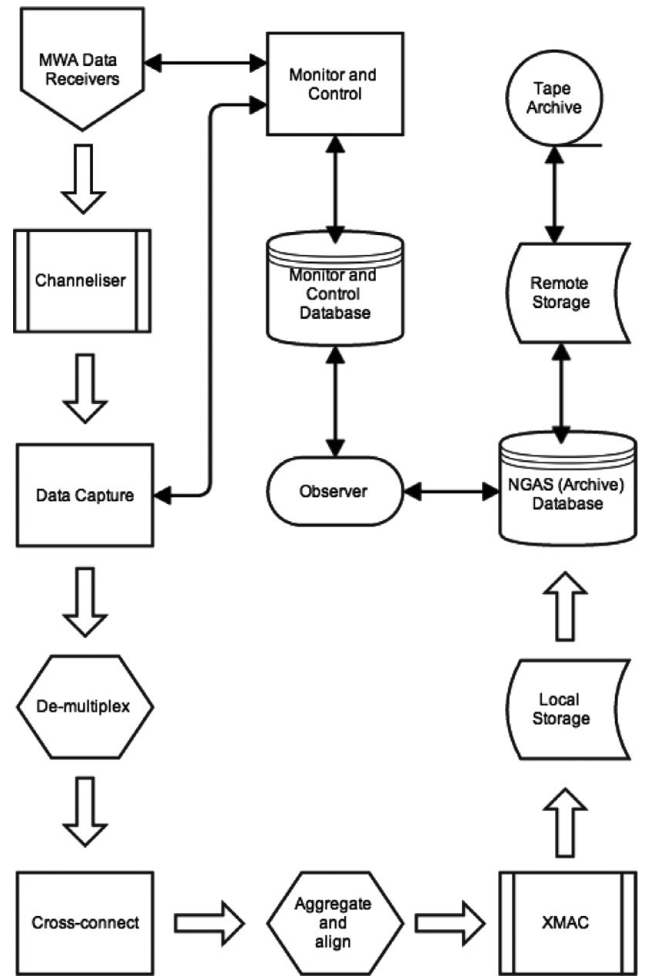 MWA Data
Receivers
Monitor and
Control
Tape
Archive
Channeliser
Monitor and
Control
Database
Remote
Storage
Data Capture
Observer
NGAS (Archive)
Database
De-multiplex
Local
Storage
Cross-connect
Aggregate
and
align
XMAC